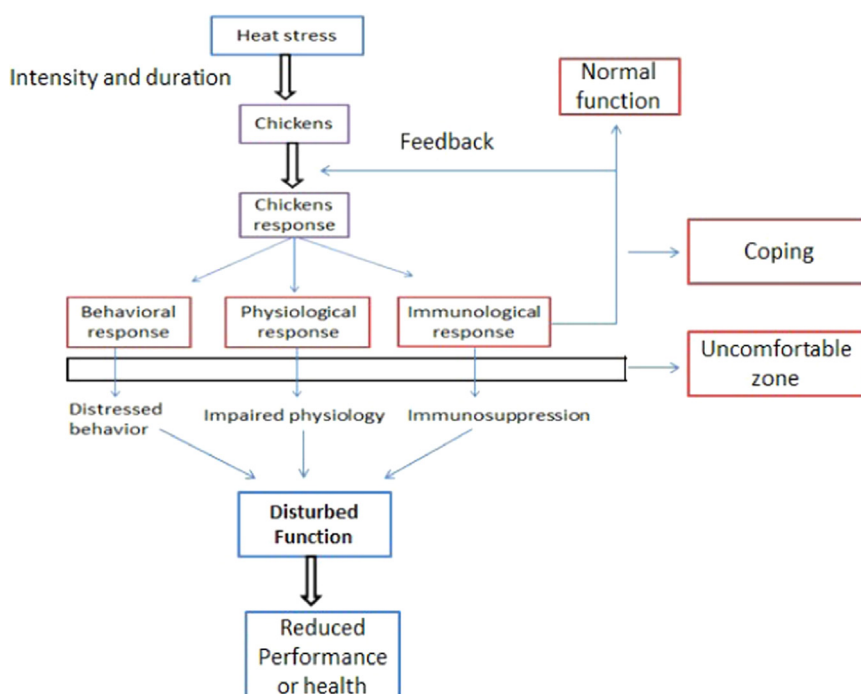 Heat stress
Intensity and duration
Normal
function
Chickens
Feedback
Chickens
response
Coping
Behavioral
response
Physiological
response
Immunological
response
Uncomfortable
zone
Distressed
behavior
Impaired physiology
Immunosuppression
Disturbed
Function
Reduced
Performance
or health